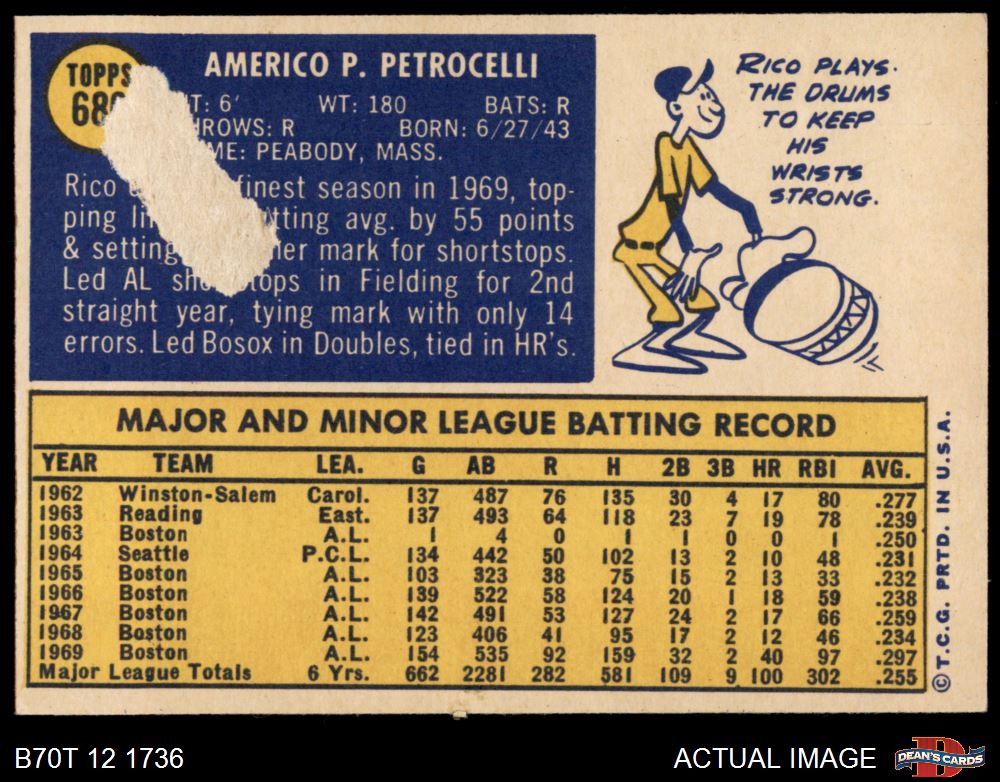 TOPPS
AMERICO P. PETROCELLI
HT: 6' WT: 180 BATS: R
THROWS: R BORN: 6/27/43
HOME: PEABODY, MASS.
Rico finest season in 1969, top-
ping avg. by 55 points
& setting mark for shortstops.
Led AL shortstops in Fielding for 2nd
straight year, tying mark with only 14
errors. Led Bosox in Doubles, tied in HR's.
RICO PLAYS
THE DRUMS
TO KEEP
HIS
WRISTS
STRONG.
MAJOR AND MINOR LEAGUE BATTING RECORD
YEAR TEAM LEA. G AB R H 2B 3B HR RBI AVG.
1962 Winston-Salem Carol. 137 487 76 135 30 4 17 80 .277
1963 Reading East. 137 493 64 118 23 7 19 78 .239
1963 Boston A.L. 1 4 0 1 1 0 0 1 .250
1964 Seattle P.C.L. 134 442 50 102 13 2 10 48 .231
1965 Boston A.L. 103 323 38 75 15 2 13 33 .232
1966 Boston A.L. 139 522 58 124 20 1 18 59 .238
1967 Boston A.L. 142 491 53 127 24 2 17 66 .259
1968 Boston A.L. 123 406 41 95 17 2 12 46 .234
1969 Boston A.L. 154 535 92 159 32 2 40 97 .297
Major League Totals 6 Yrs. 662 2281 282 581 109 9 100 302 .255
©T.C.G. PRTD. IN U.S.A.
B70T 12 1736
ACTUAL IMAGE
DEAN'S CARDS